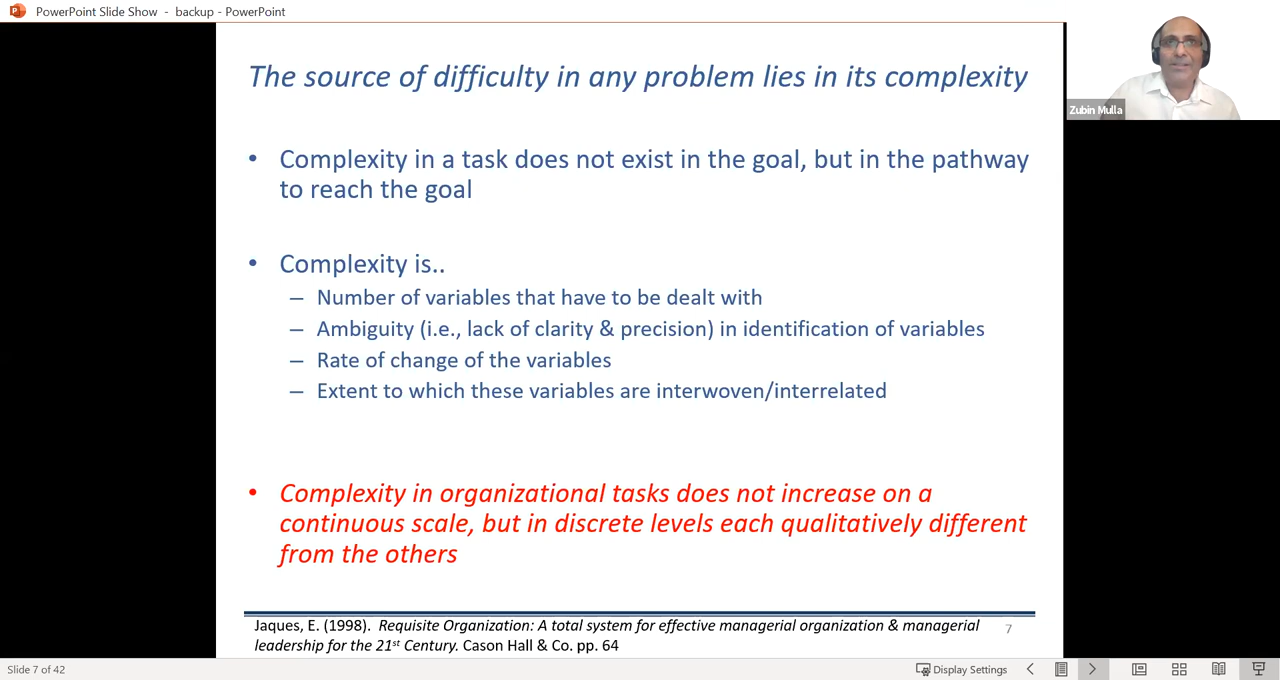 PowerPoint Slide Show - backup - PowerPoint
The source of difficulty in any problem lies in its complexity
Zubin Mulla
• Complexity in a task does not exist in the goal, but in the pathway
to reach the goal
• Complexity is..
– Number of variables that have to be dealt with
– Ambiguity (i.e., lack of clarity & precision) in identification of variables
– Rate of change of the variables
– Extent to which these variables are interwoven/interrelated
• Complexity in organizational tasks does not increase on a
continuous scale, but in discrete levels each qualitatively different
from the others
Jaques, E. (1998). Requisite Organization: A total system for effective managerial organization & managerial
leadership for the 21st Century. Cason Hall & Co. pp. 64
7
Slide 7 of 42
Display Settings